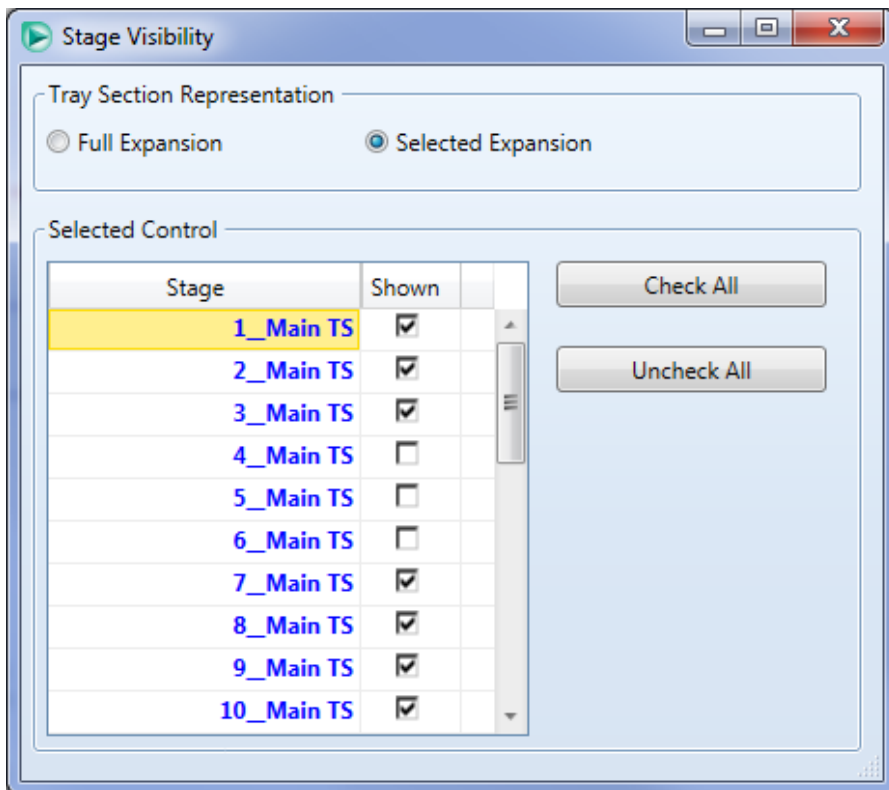 Stage Visibility
Tray Section Representation
Full Expansion Selected Expansion
Selected Control
Stage Shown Check All
1__Main TS
2__Main TS Uncheck All
3__Main TS
4__Main TS
5__Main TS
6__Main TS
7__Main TS
8__Main TS
9__Main TS
10__Main TS